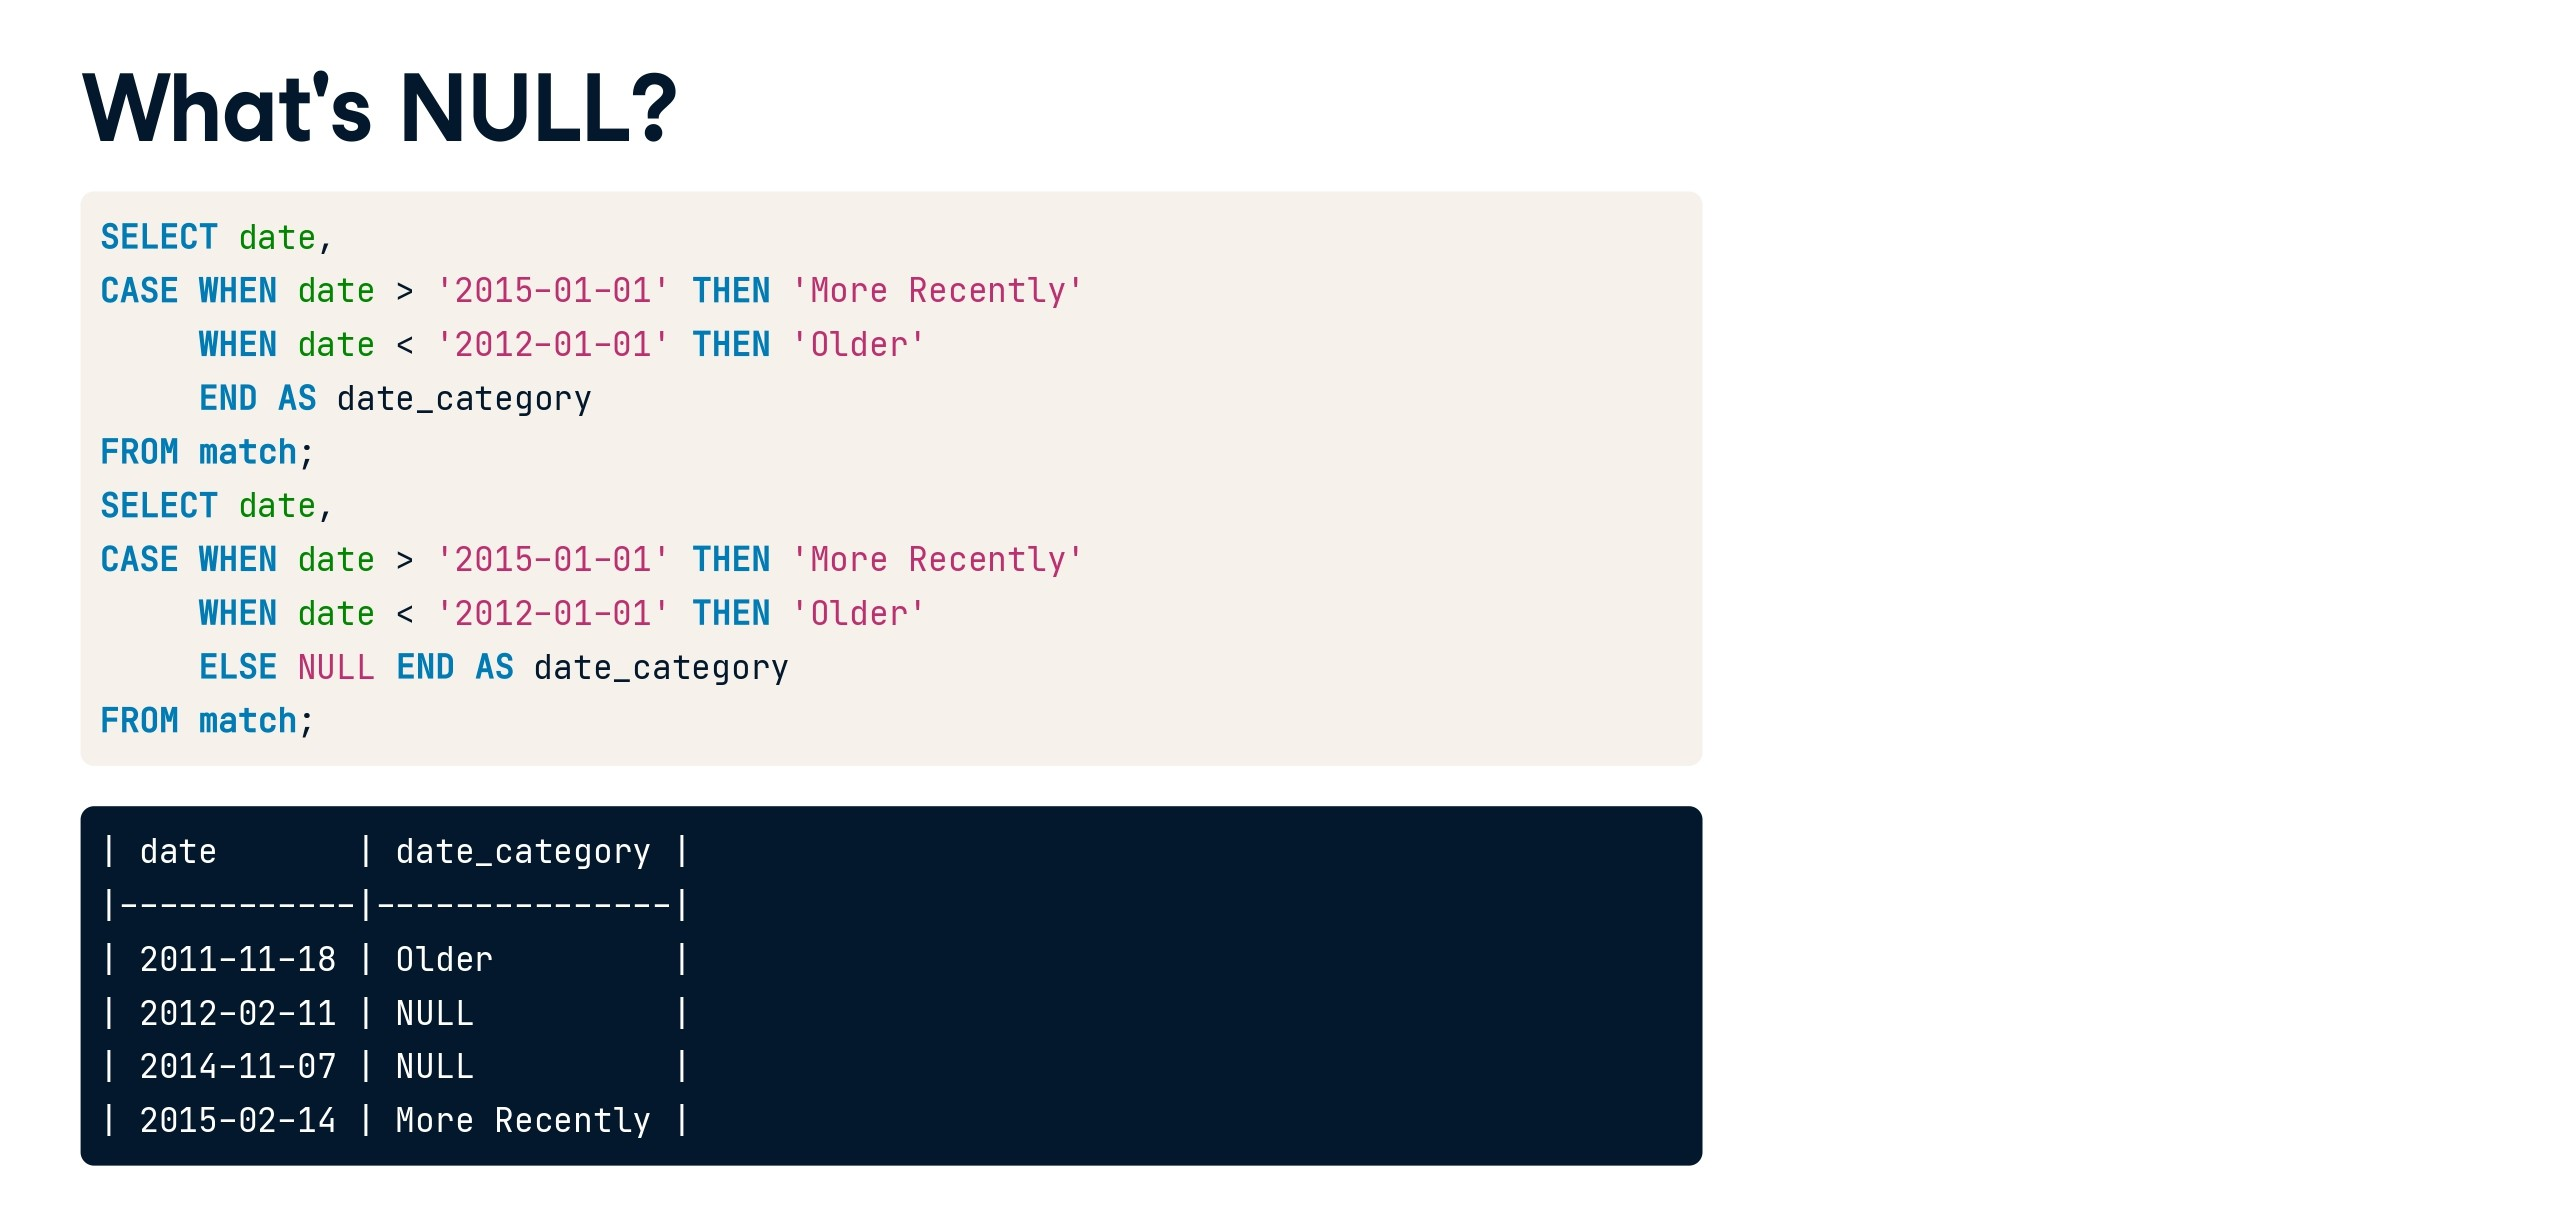 What's NULL?
SELECT date,
CASE WHEN date > '2015-01-01' THEN 'More Recently'
     WHEN date < '2012-01-01' THEN 'Older'
     END AS date_category
FROM match;
SELECT date,
CASE WHEN date > '2015-01-01' THEN 'More Recently'
     WHEN date < '2012-01-01' THEN 'Older'
     ELSE NULL END AS date_category
FROM match;
| date       | date_category |
|------------|---------------|
| 2011-11-18 | Older         |
| 2012-02-11 | NULL          |
| 2014-11-07 | NULL          |
| 2015-02-14 | More Recently |